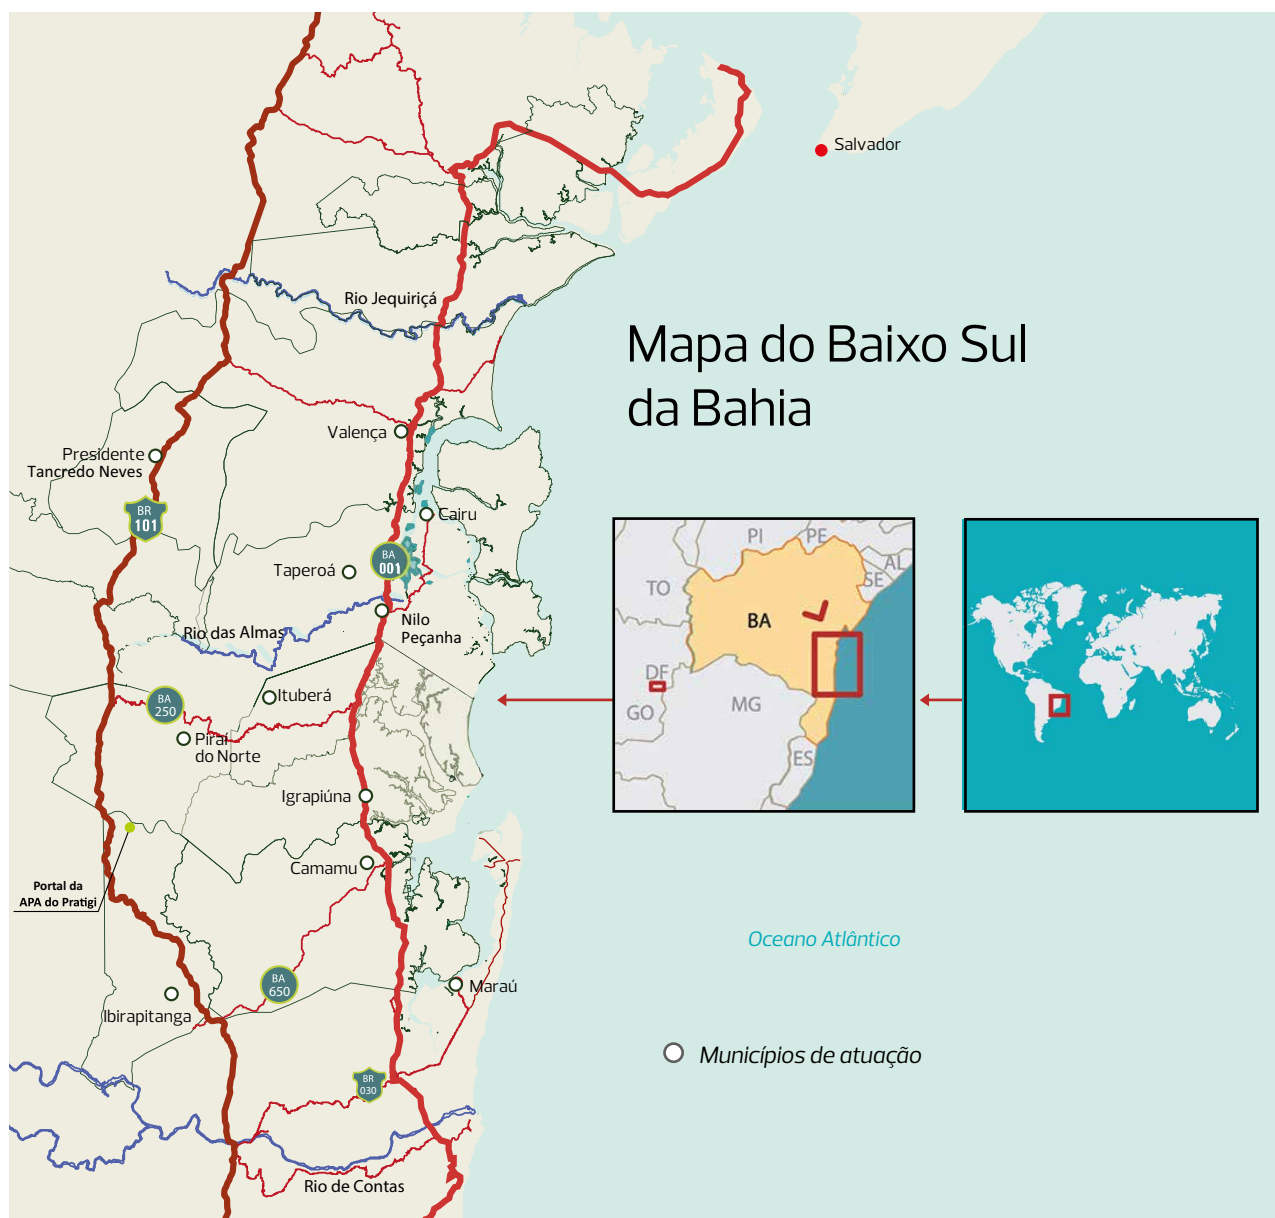 Salvador
Rio Jequiriçá
Mapa do Baixo Sul
da Bahia
Valença
Presidente
Tancredo Neves
BR
101
Cairu
BA
001
Taperoá
Nilo
Peçanha
Rio das Almas
Ituberá
BA
250
Piraí
do Norte
Igrapiúna
Camamu
Portal da
APA do Pratigi
BA
650
Maraú
Ibirapitanga
BR
030
Rio de Contas
PI
PE
AL
SE
TO
BA
DF
GO
MG
ES
Oceano Atlântico
Municípios de atuação